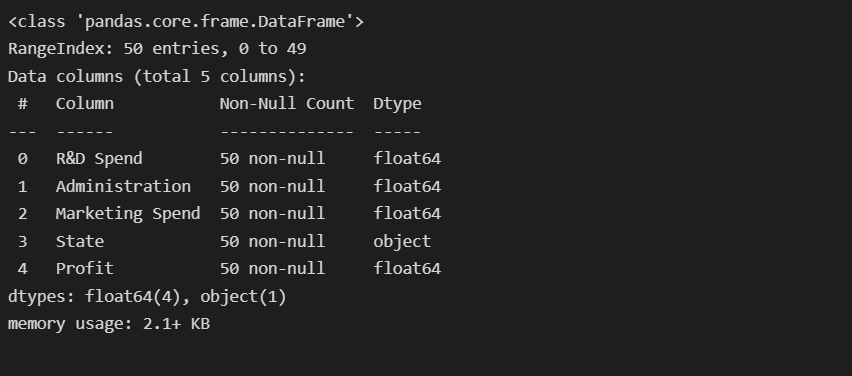 <class 'pandas.core.frame.DataFrame'>
RangeIndex: 50 entries, 0 to 49
Data columns (total 5 columns):
 #   Column           Non-Null Count  Dtype
---  ------           --------------  -----
 0   R&D Spend        50 non-null     float64
 1   Administration   50 non-null     float64
 2   Marketing Spend  50 non-null     float64
 3   State            50 non-null     object
 4   Profit           50 non-null     float64
dtypes: float64(4), object(1)
memory usage: 2.1+ KB